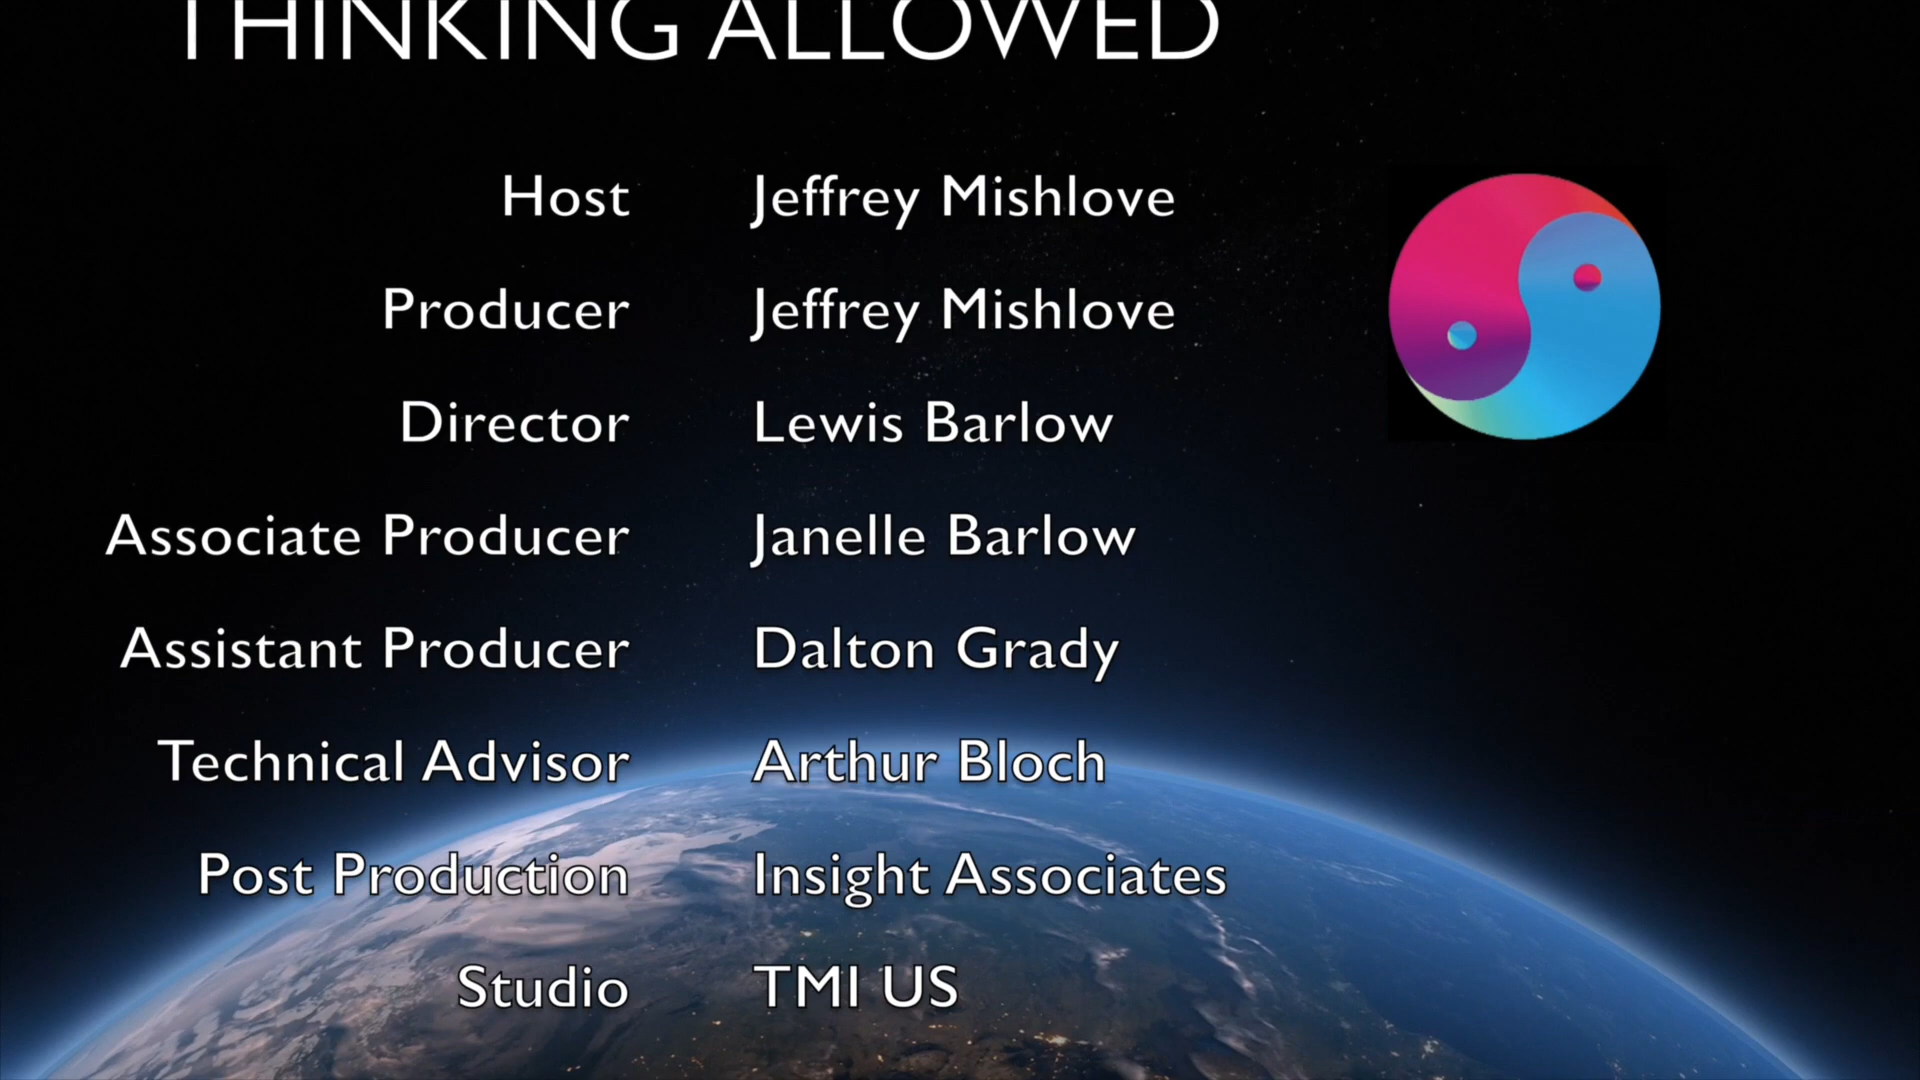 THINKING ALLOWED
Host Jeffrey Mishlove
Producer Jeffrey Mishlove
Director Lewis Barlow
Associate Producer Janelle Barlow
Assistant Producer Dalton Grady
Technical Advisor Arthur Bloch
Post Production Insight Associates
Studio TMI US